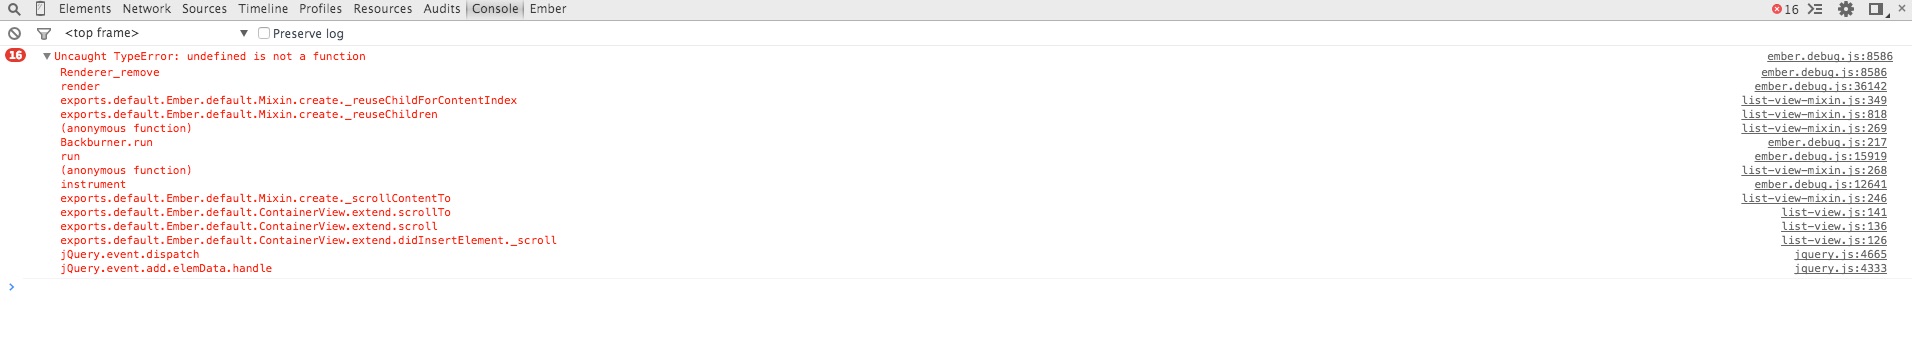 Elements Network Sources Timeline Profiles Resources Audits Console Ember 16
<top frame> Preserve log
16 Uncaught TypeError: undefined is not a function ember.debug.js:8586
Renderer_remove ember.debug.js:8586
render ember.debug.js:36142
exports.default.Ember.default.Mixin.create._reuseChildForContentIndex list-view-mixin.js:349
exports.default.Ember.default.Mixin.create._reuseChildren list-view-mixin.js:818
(anonymous function) list-view-mixin.js:269
Backburner.run ember.debug.js:217
run ember.debug.js:15919
(anonymous function) list-view-mixin.js:268
instrument ember.debug.js:12641
exports.default.Ember.default.Mixin.create._scrollContentTo list-view-mixin.js:246
exports.default.Ember.default.ContainerView.extend.scrollTo list-view.js:141
exports.default.Ember.default.ContainerView.extend.scroll list-view.js:136
exports.default.Ember.default.ContainerView.extend.didInsertElement._scroll list-view.js:126
jQuery.event.dispatch jquery.js:4665
jQuery.event.add.elemData.handle jquery.js:4333